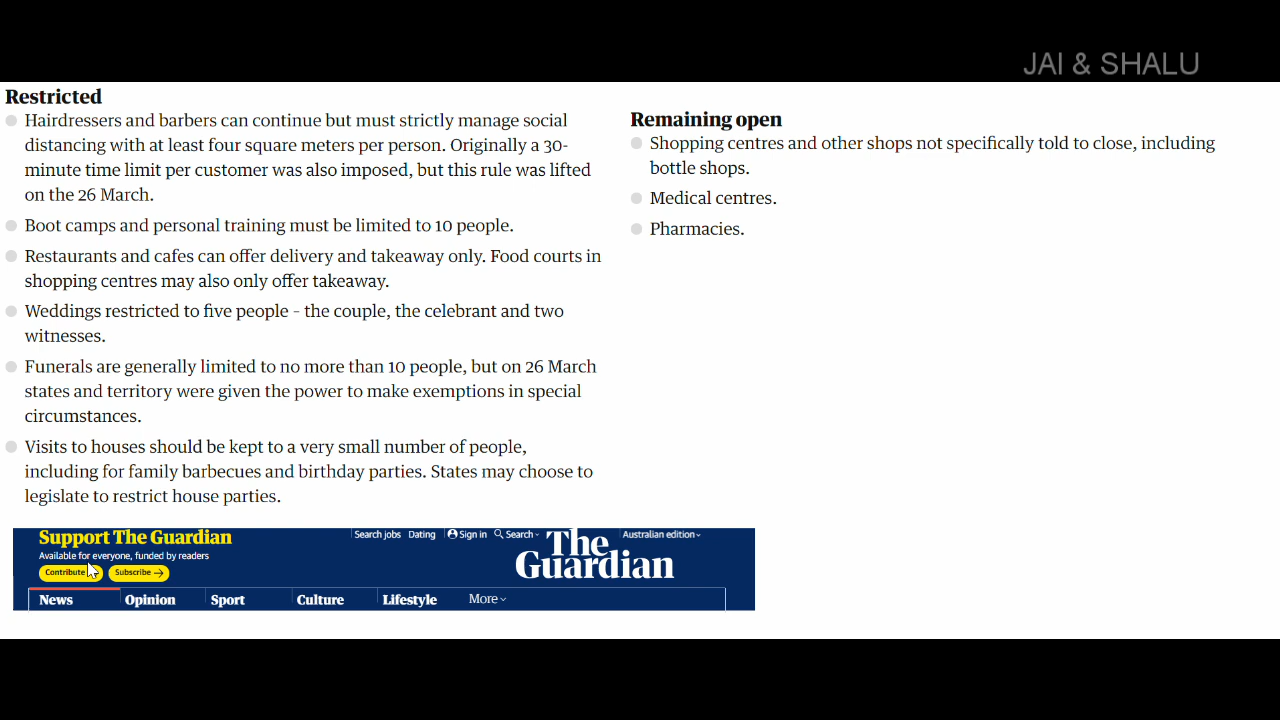 JAI & SHALU
Restricted
Hairdressers and barbers can continue but must strictly manage social
distancing with at least four square meters per person. Originally a 30-
minute time limit per customer was also imposed, but this rule was lifted
on the 26 March.
Boot camps and personal training must be limited to 10 people.
Restaurants and cafes can offer delivery and takeaway only. Food courts in
shopping centres may also only offer takeaway.
Weddings restricted to five people - the couple, the celebrant and two
witnesses.
Funerals are generally limited to no more than 10 people, but on 26 March
states and territory were given the power to make exemptions in special
circumstances.
Visits to houses should be kept to a very small number of people,
including for family barbecues and birthday parties. States may choose to
legislate to restrict house parties.
Remaining open
Shopping centres and other shops not specifically told to close, including
bottle shops.
Medical centres.
Pharmacies.
Support The Guardian
Available for everyone, funded by readers
Contribute
Subscribe
Search jobs Dating Sign in Search
Australian edition
The
Guardian
News Opinion Sport Culture Lifestyle More